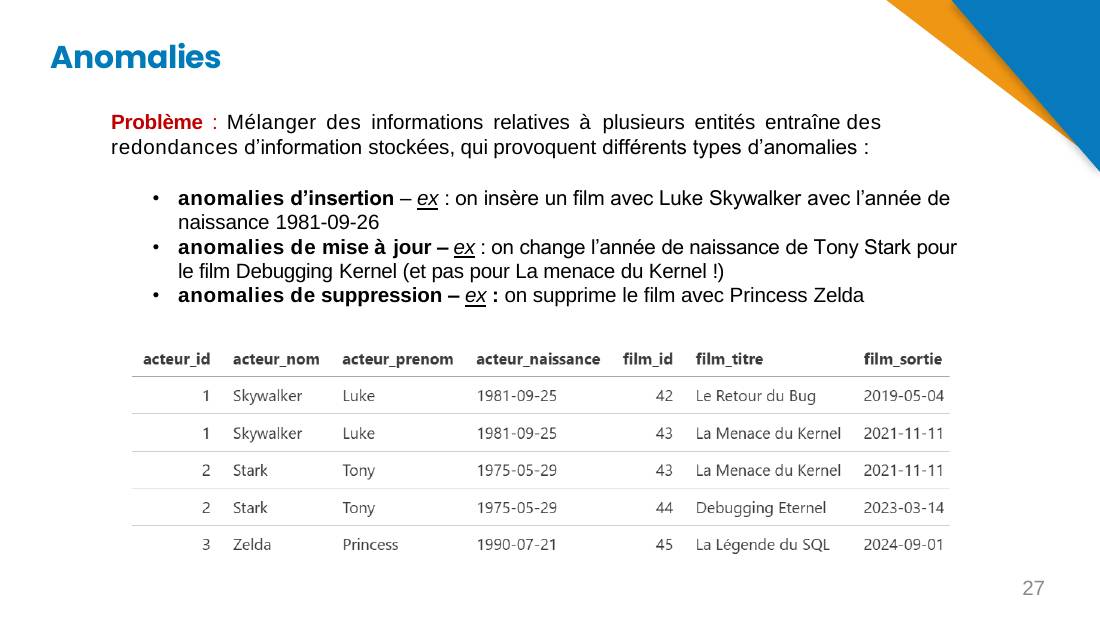 Anomalies
Problème : Mélanger des informations relatives à plusieurs entités entraîne des
redondances d’information stockées, qui provoquent différents types d’anomalies :
• anomalies d’insertion – ex : on insère un film avec Luke Skywalker avec l’année de
naissance 1981-09-26
• anomalies de mise à jour – ex : on change l’année de naissance de Tony Stark pour
le film Debugging Kernel (et pas pour La menace du Kernel !)
• anomalies de suppression – ex : on supprime le film avec Princess Zelda
acteur_id acteur_nom acteur_prenom acteur_naissance film_id film_titre film_sortie
1 Skywalker Luke 1981-09-25 42 Le Retour du Bug 2019-05-04
1 Skywalker Luke 1981-09-25 43 La Menace du Kernel 2021-11-11
2 Stark Tony 1975-05-29 43 La Menace du Kernel 2021-11-11
2 Stark Tony 1975-05-29 44 Debugging Eternel 2023-03-14
3 Zelda Princess 1990-07-21 45 La Légende du SQL 2024-09-01
27